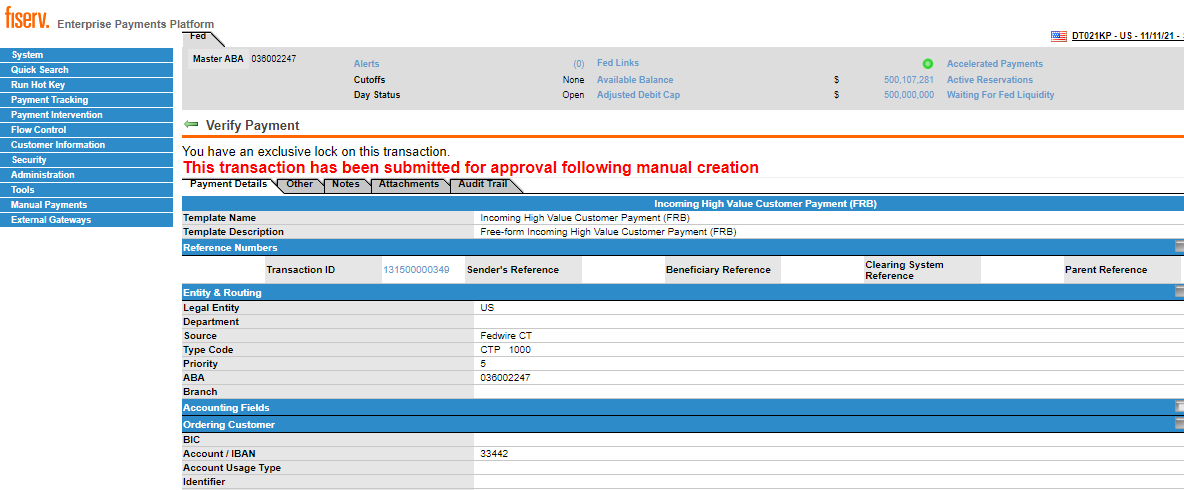 fiserv. Enterprise Payments Platform
Fed
DT021KP - US - 11/11/21 -
System
Quick Search
Run Hot Key
Payment Tracking
Payment Intervention
Flow Control
Customer Information
Security
Administration
Tools
Manual Payments
External Gateways
Master ABA 036002247
Alerts (0) Fed Links Accelerated Payments
Cutoffs None Available Balance $ 500,107,281 Active Reservations
Day Status Open Adjusted Debit Cap $ 500,000,000 Waiting For Fed Liquidity
Verify Payment
You have an exclusive lock on this transaction.
This transaction has been submitted for approval following manual creation
Payment Details Other Notes Attachments Audit Trail
Incoming High Value Customer Payment (FRB)
Template Name Incoming High Value Customer Payment (FRB)
Template Description Free-form Incoming High Value Customer Payment (FRB)
Reference Numbers
Transaction ID 131500000349 Sender's Reference Beneficiary Reference Clearing System Reference Parent Reference
Entity & Routing
Legal Entity US
Department
Source Fedwire CT
Type Code CTP 1000
Priority 5
ABA 036002247
Branch
Accounting Fields
Ordering Customer
BIC
Account / IBAN 33442
Account Usage Type
Identifier